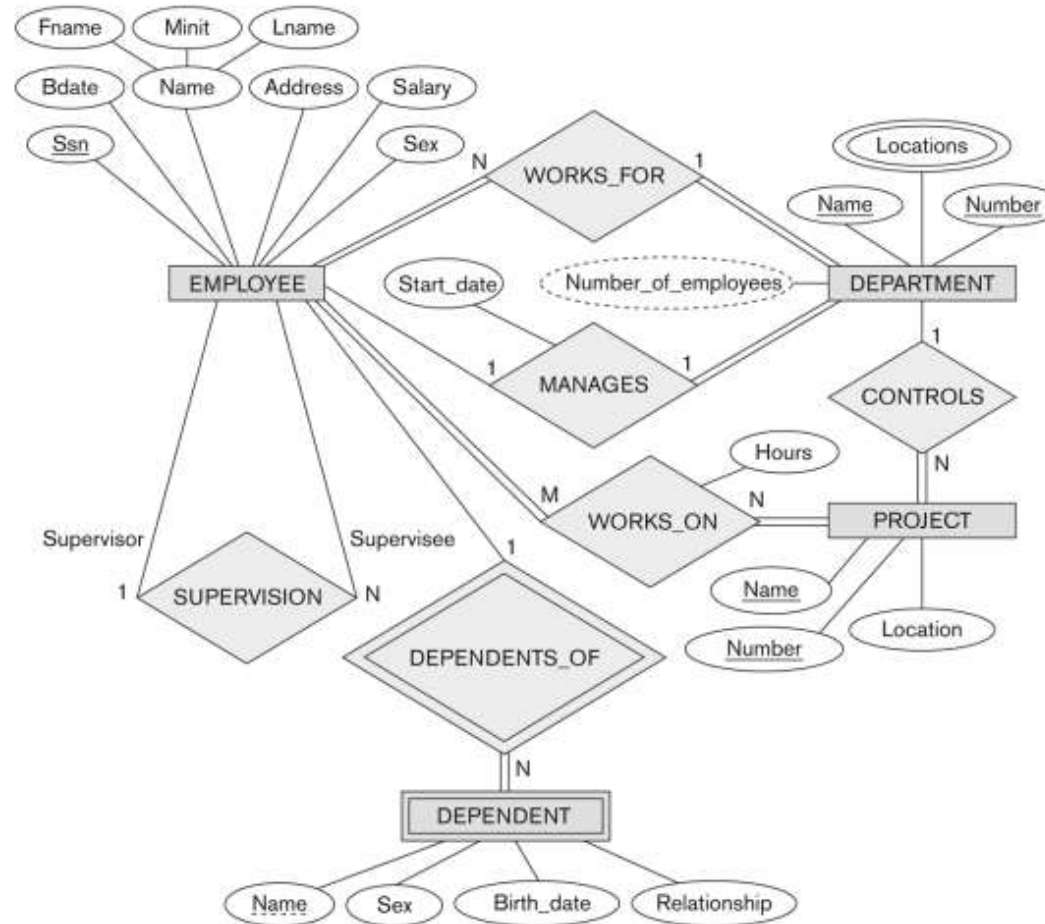 Fname
Minit
Lname
Bdate
Name
Address
Salary
Ssn
Sex
N
WORKS_FOR
1
Locations
Name
Number
EMPLOYEE
Start_date
Number_of_employees
DEPARTMENT
1
MANAGES
1
1
CONTROLS
N
Hours
M
WORKS_ON
N
PROJECT
Supervisor
Supervisee
1
1
SUPERVISION
N
Name
Number
Location
DEPENDENTS_OF
N
DEPENDENT
Name
Sex
Birth_date
Relationship